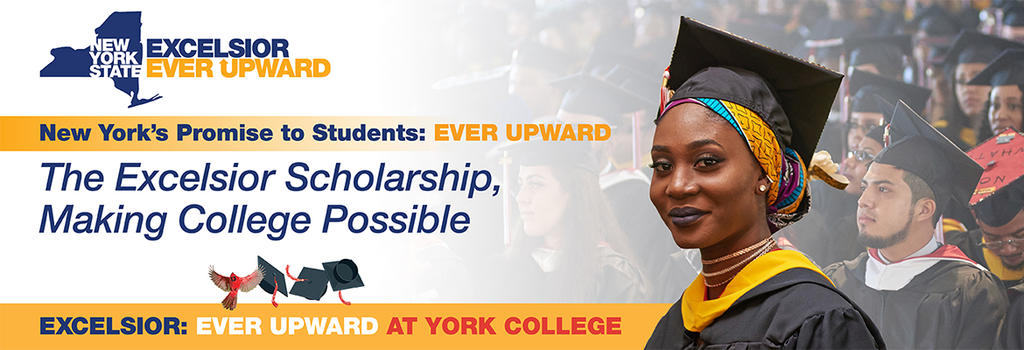 NEW
YORK
STATE
EXCELSIOR
EVER UPWARD
New York's Promise to Students: EVER UPWARD
The Excelsior Scholarship,
Making College Possible
EXCELSIOR: EVER UPWARD AT YORK COLLEGE